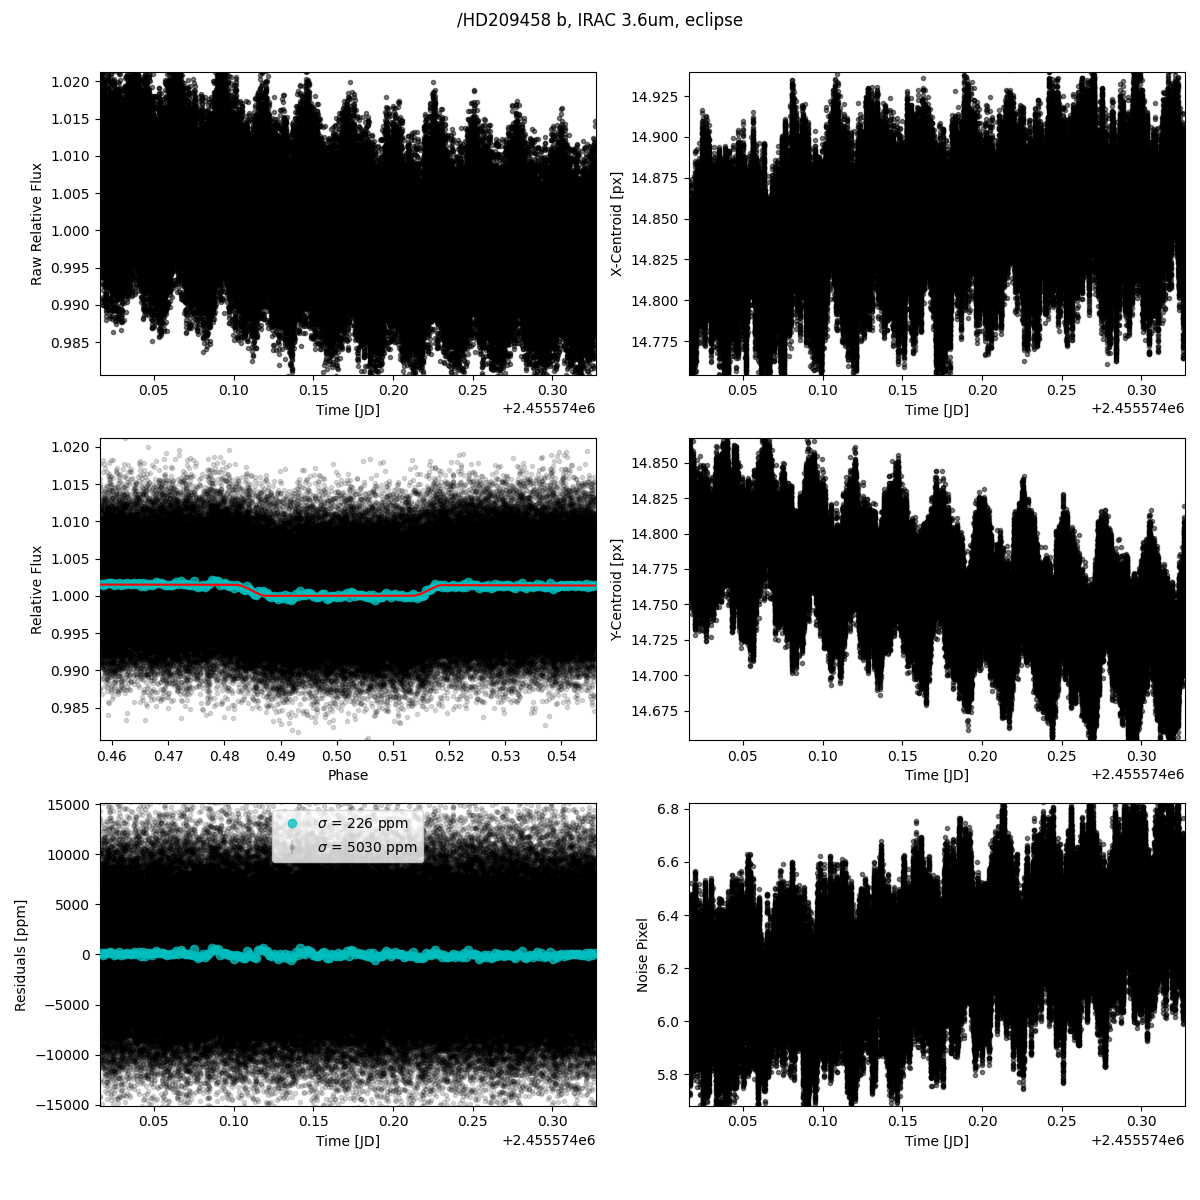 /HD209458 b, IRAC 3.6um, eclipse
1.020
1.015
1.010
1.005
1.000
0.995
0.990
0.985
Raw Relative Flux
0.05 0.10 0.15 0.20 0.25 0.30
Time [JD]
+2.455574e6
14.925
14.900
14.875
14.850
14.825
14.800
14.775
X-Centroid [px]
0.05 0.10 0.15 0.20 0.25 0.30
Time [JD]
+2.455574e6
1.020
1.015
1.010
1.005
1.000
0.995
0.990
0.985
Relative Flux
0.46 0.47 0.48 0.49 0.50 0.51 0.52 0.53 0.54
Phase
14.850
14.825
14.800
14.775
14.750
14.725
14.700
14.675
Y-Centroid [px]
0.05 0.10 0.15 0.20 0.25 0.30
Time [JD]
+2.455574e6
15000
10000
5000
0
−5000
−10000
−15000
Residuals [ppm]
σ = 226 ppm
σ = 5030 ppm
0.05 0.10 0.15 0.20 0.25 0.30
Time [JD]
+2.455574e6
6.8
6.6
6.4
6.2
6.0
5.8
Noise Pixel
0.05 0.10 0.15 0.20 0.25 0.30
Time [JD]
+2.455574e6